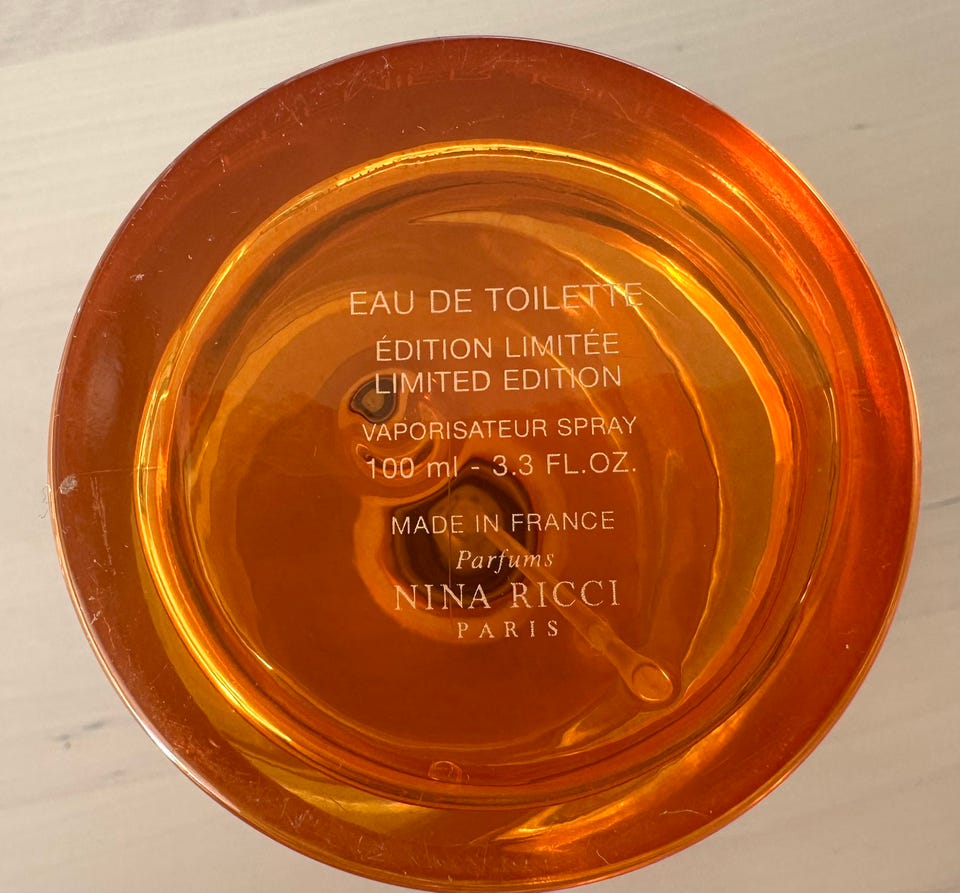 EAU DE TOILETTE
ÉDITION LIMITÉE
LIMITED EDITION
VAPORISATEUR SPRAY
100 ml - 3.3 FL.OZ.
MADE IN FRANCE
Parfums
NINA RICCI
PARIS